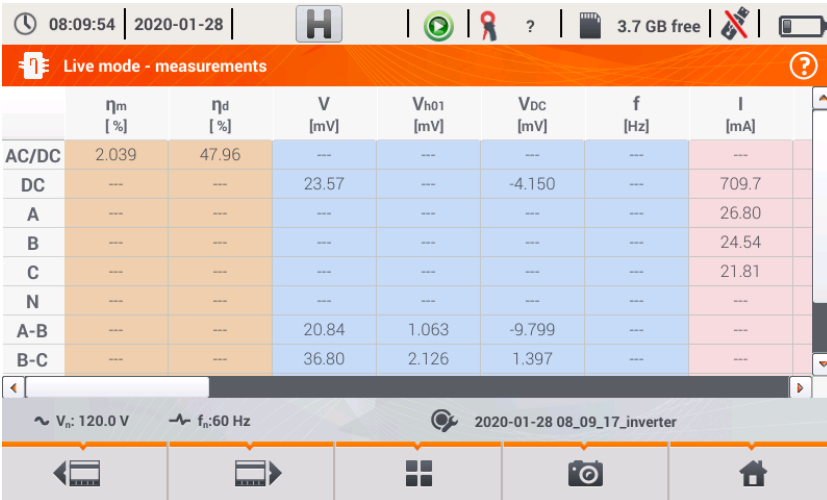 08:09:54 2020-01-28 H ? 3.7 GB free
Live mode - measurements ?
ηm ηd V Vh01 VDC f I
[ %] [ %] [mV] [mV] [mV] [Hz] [mA]
AC/DC 2.039 47.96 --- --- --- --- ---
DC --- --- 23.57 --- -4.150 --- 709.7
A --- --- --- --- --- --- 26.80
B --- --- --- --- --- --- 24.54
C --- --- --- --- --- --- 21.81
N --- --- --- --- --- --- ---
A-B --- --- 20.84 1.063 -9.799 --- ---
B-C --- --- 36.80 2.126 1.397 --- ---
Vn: 120.0 V fn:60 Hz 2020-01-28 08_09_17_inverter